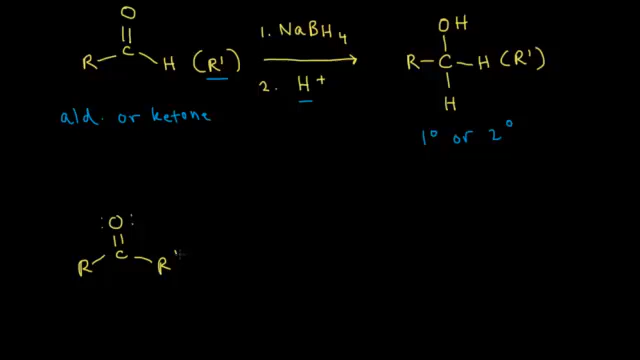 O
||
R - C - H (R')
1. NaBH4
2. H+
OH
R - C - H (R')
H
ald. or ketone
1° or 2°
:O:
||
R C R'